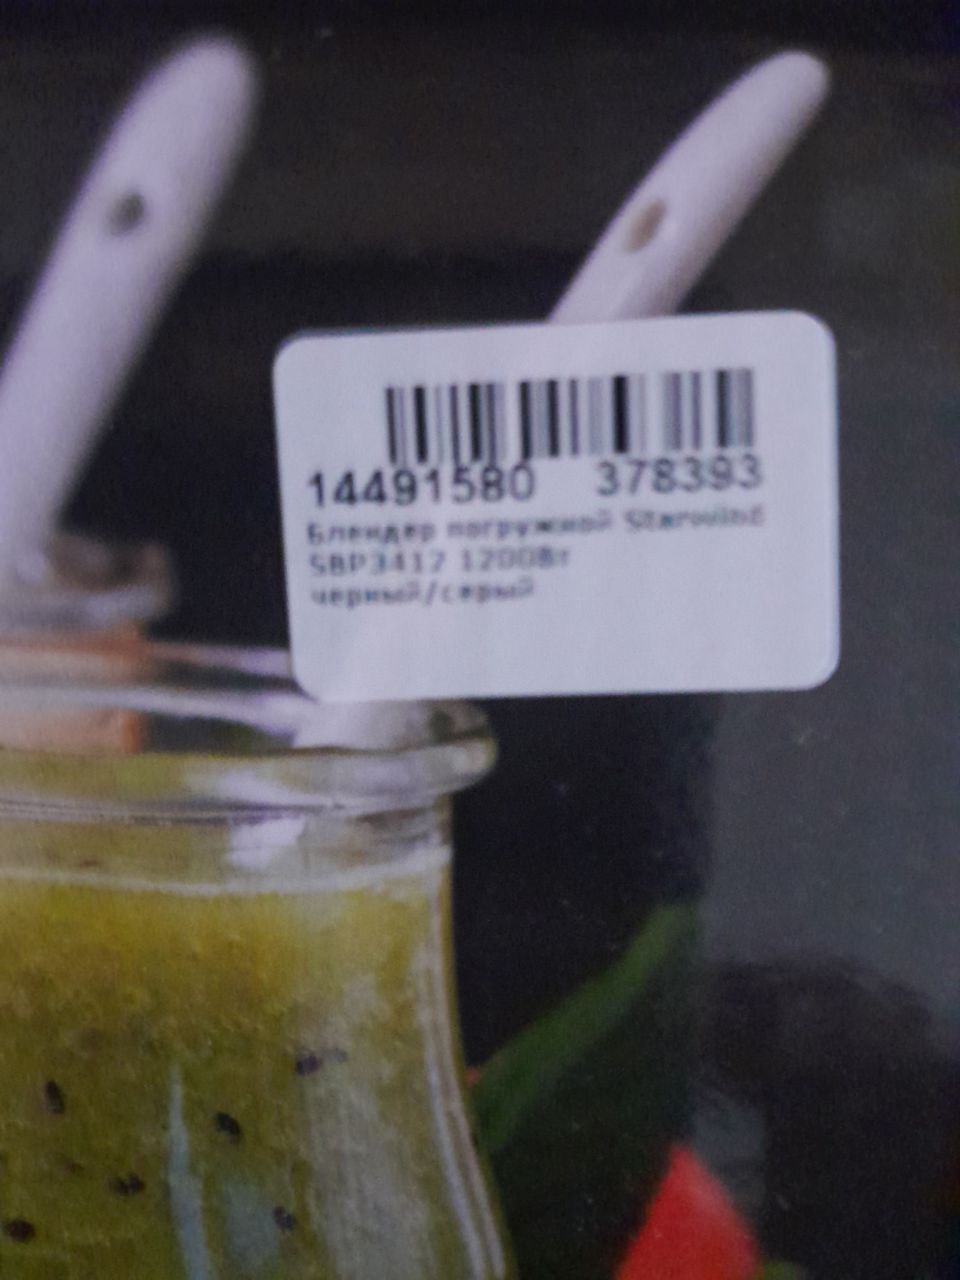 14491580 378393
Блендер погружной Starwind
SBP3412 1200Вт
черный/серый